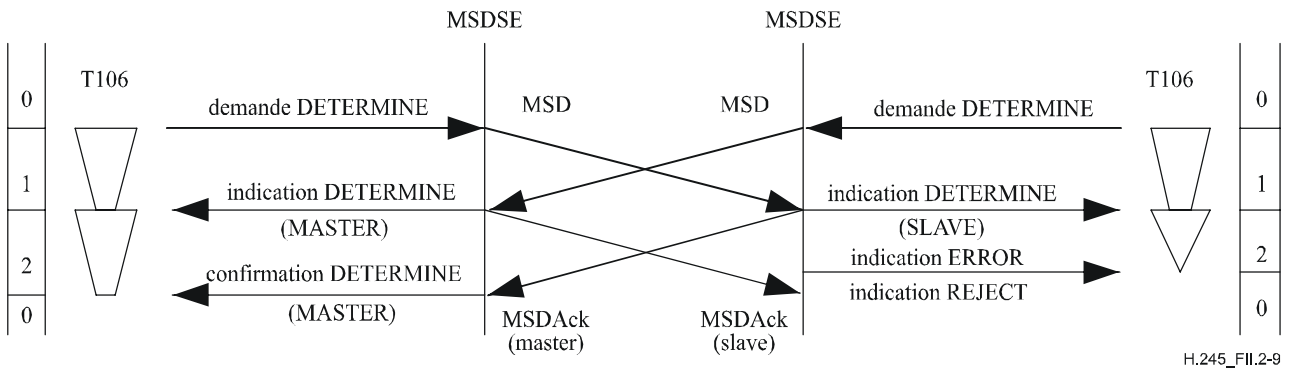 MSDSE MSDSE
T106 T106
0 demande DETERMINE MSD MSD demande DETERMINE 0
1 indication DETERMINE indication DETERMINE 1
(MASTER) (SLAVE)
2 confirmation DETERMINE indication ERROR 2
0 (MASTER) indication REJECT 0
MSDAck MSDAck
(master) (slave)
H.245_FII.2-9